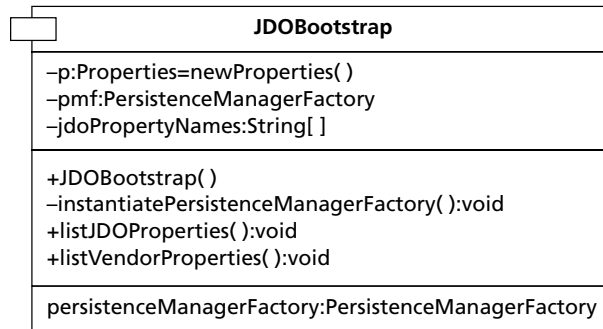 JDOBootstrap
–p:Properties=newProperties( )
–pmf:PersistenceManagerFactory
–jdoPropertyNames:String[ ]
+JDOBootstrap( )
–instantiatePersistenceManagerFactory( ):void
+listJDOProperties( ):void
+listVendorProperties( ):void
persistenceManagerFactory:PersistenceManagerFactory